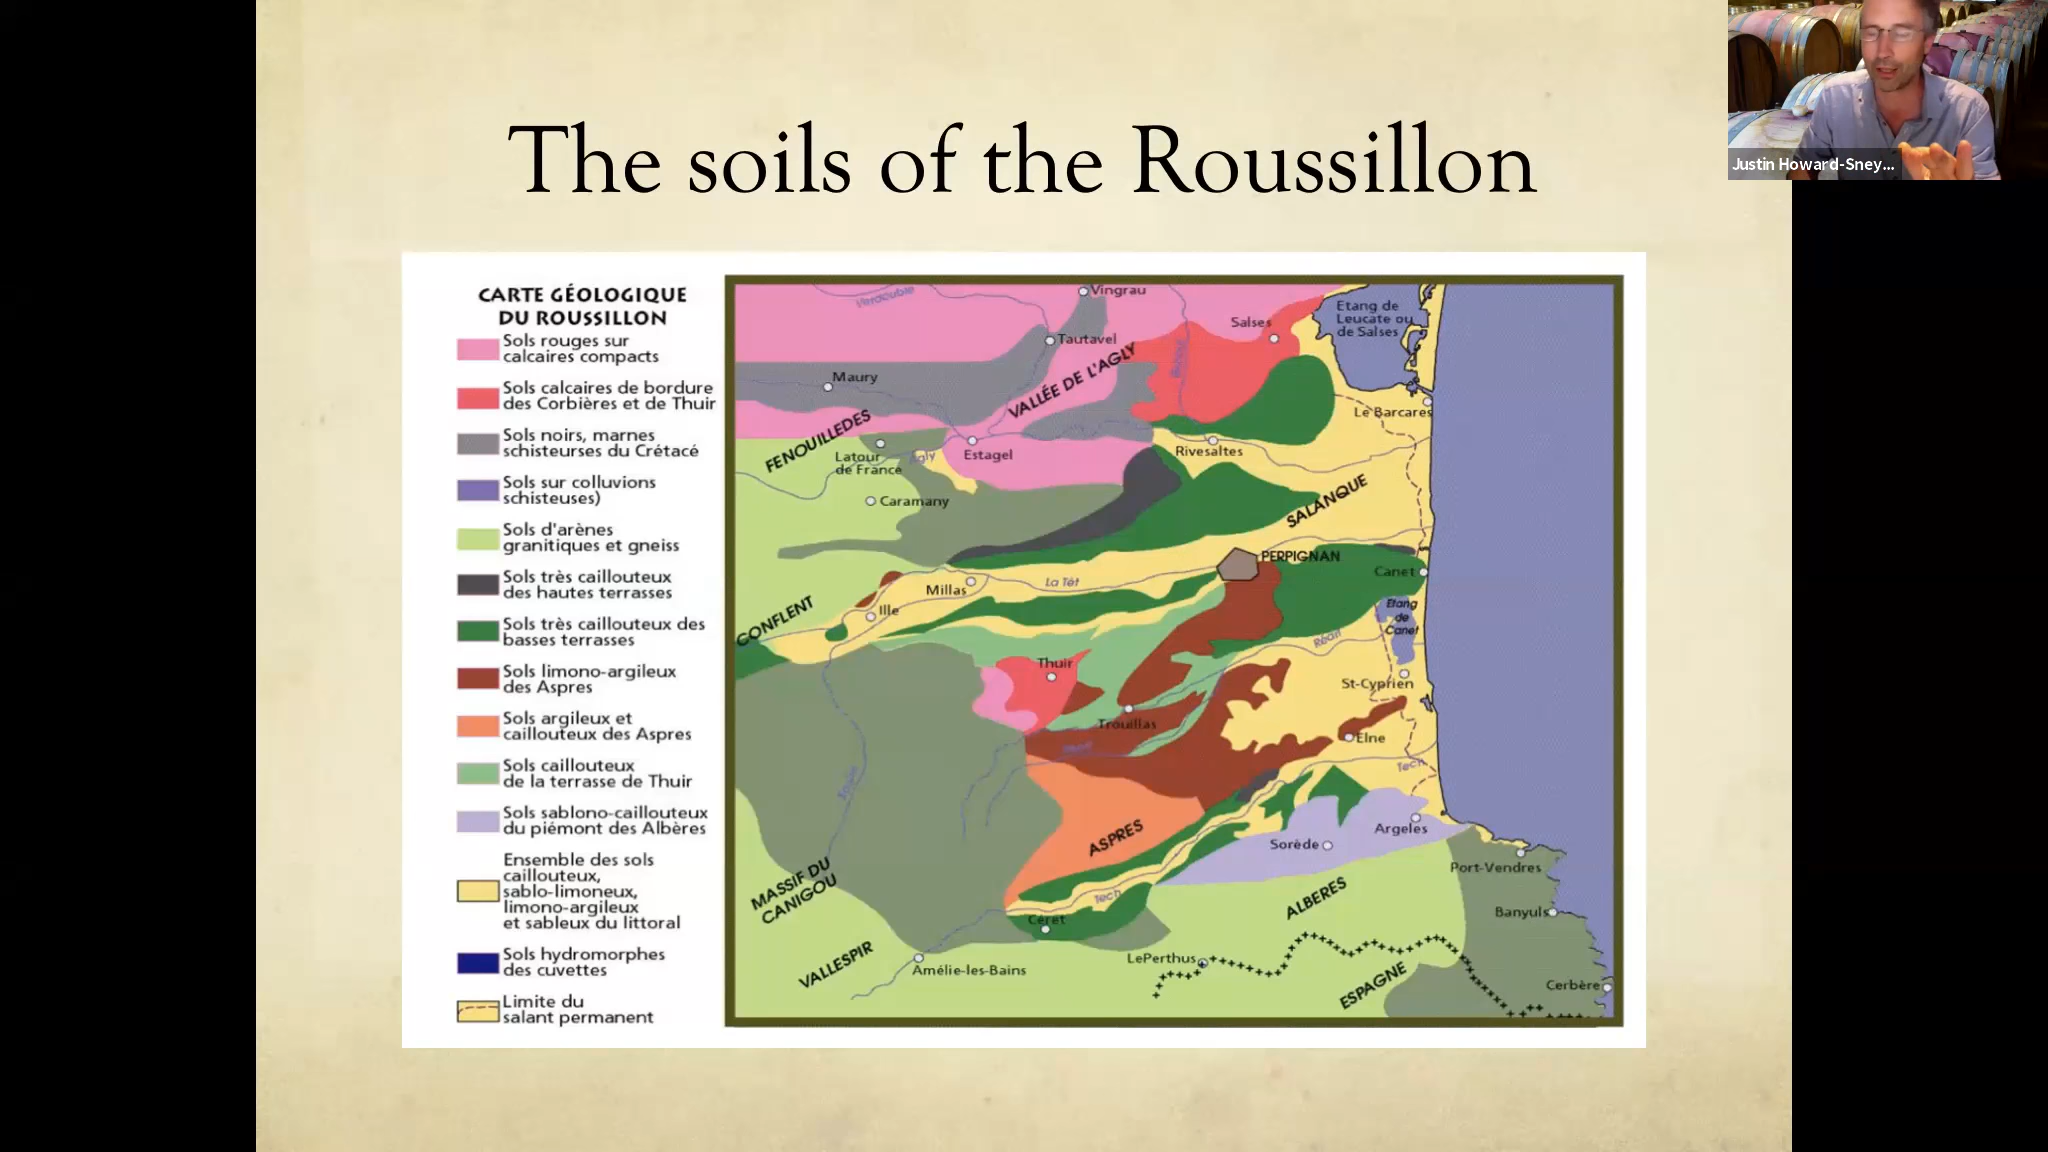 The soils of the Roussillon
Justin Howard-Sney...
CARTE GÉOLOGIQUE
DU ROUSSILLON
Sols rouges sur
calcaires compacts
Sols calcaires de bordure
des Corbières et de Thuir
Sols noirs, marnes
schisteurses du Crétacé
Sols sur colluvions
schisteuses)
Sols d'arènes
granitiques et gneiss
Sols très caillouteux
des hautes terrasses
Sols très caillouteux des
basses terrasses
Sols limono-argileux
des Aspres
Sols argileux et
caillouteux des Aspres
Sols caillouteux
de la terrasse de Thuir
Sols sablono-caillouteux
du piémont des Albères
Ensemble des sols
caillouteux,
sablo-limoneux,
limono-argileux
et sableux du littoral
Sols hydromorphes
des cuvettes
Limite du
salant permanent
Verdouble
Vingrau
Etang de
Leucate ou
de Salses
Salses
Tautavel
VALLÉE DE L'AGLY
Maury
Le Barcares
FENOUILLEDES
Latour
de France
Agly
Estagel
Rivesaltes
Caramany
SALANQUE
PERPIGNAN
Canet
La Têt
Millas
Ille
CONFLENT
Etang
de
Canet
Réart
Thuir
St-Cyprien
Trouillas
Elne
Tech
ASPRES
Argeles
Sorède
Port-Vendres
MASSIF DU
CANIGOU
Tech
ALBERES
Banyuls
Céret
VALLESPIR
Amélie-les-Bains
LePerthus
ESPAGNE
Cerbère